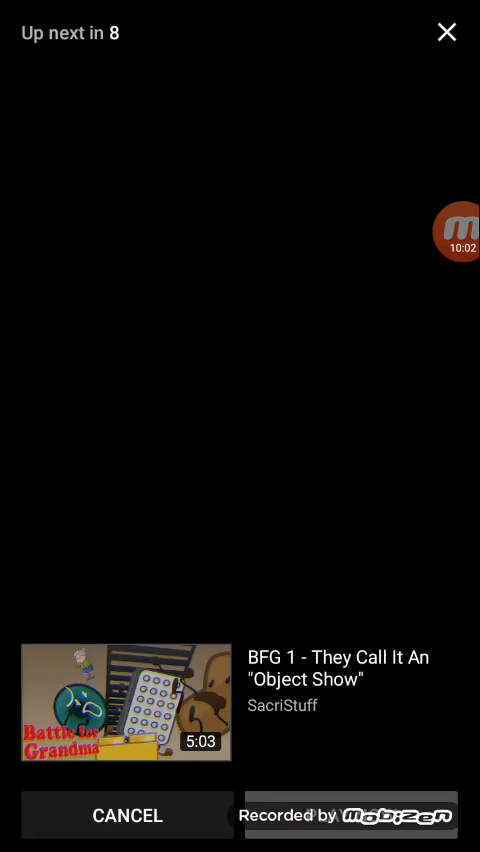 Up next in 8
10:02
BFG 1 - They Call It An
"Object Show"
SacriStuff
Battle for
Grandma
5:03
CANCEL
Recorded by mobizen